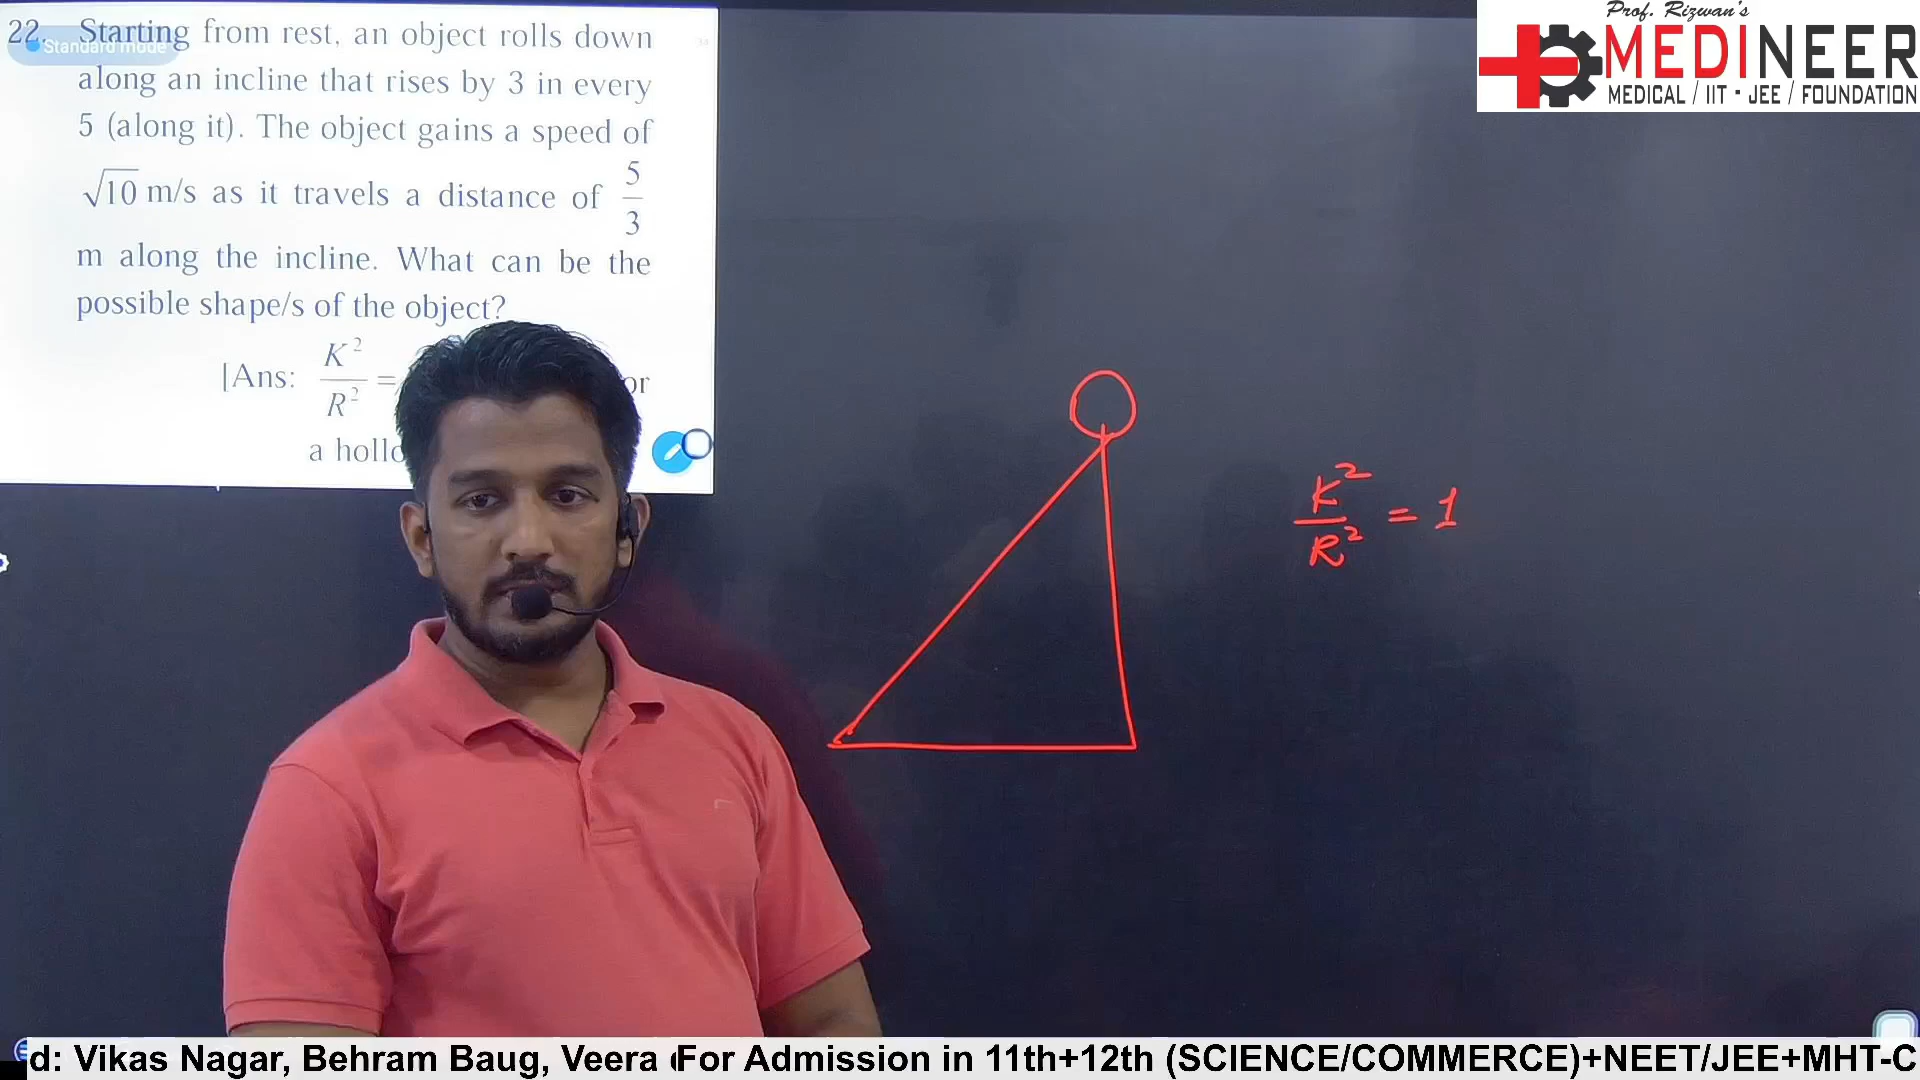 22. Starting from rest, an object rolls down
Standard mode
along an incline that rises by 3 in every
5 (along it). The object gains a speed of
√10 m/s as it travels a distance of 5/3
m along the incline. What can be the
possible shape/s of the object?
[Ans: K²/R² = or
a hollo
K²/R² = 1
Prof. Rizwan's
MEDINEER
MEDICAL / IIT - JEE / FOUNDATION
d: Vikas Nagar, Behram Baug, Veera
For Admission in 11th+12th (SCIENCE/COMMERCE)+NEET/JEE+MHT-C